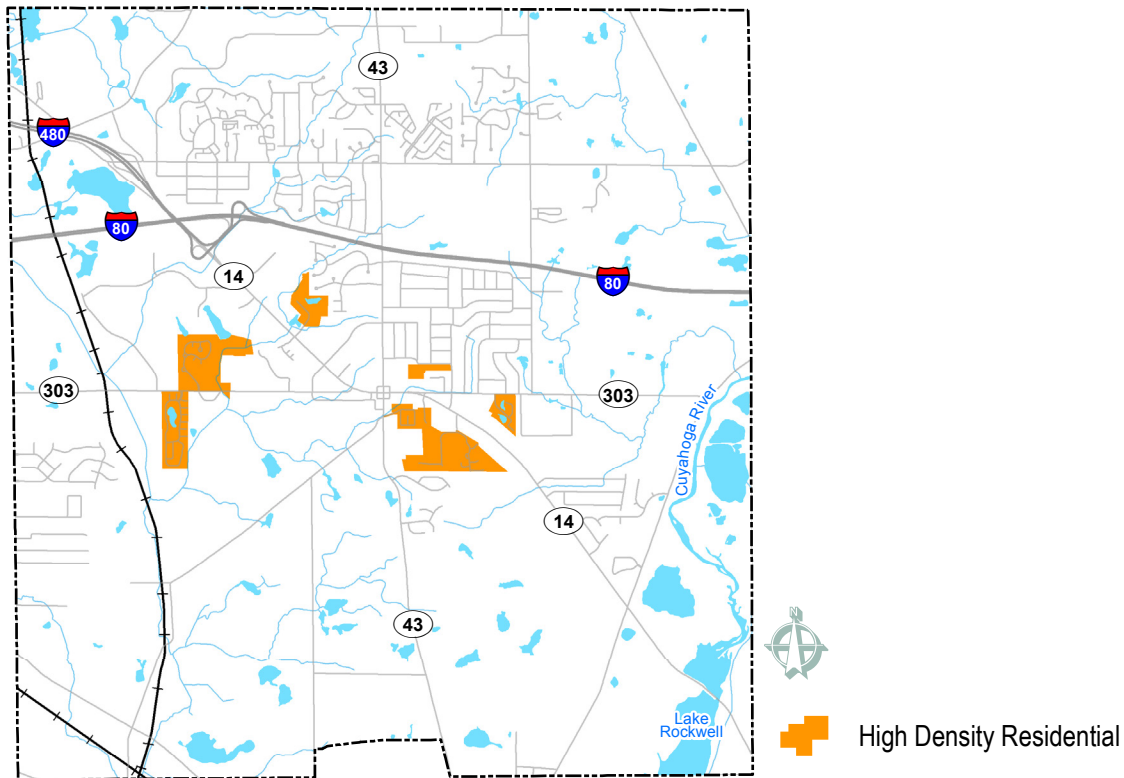 43
480
80
14
80
303
303
Cuyahoga River
14
43
N
Lake
Rockwell
High Density Residential